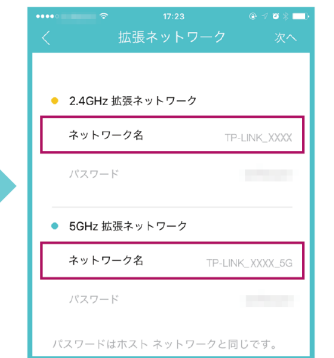 17:23
拡張ネットワーク 次へ
2.4GHz 拡張ネットワーク
ネットワーク名 TP-LINK_XXXX
パスワード
5GHz 拡張ネットワーク
ネットワーク名 TP-LINK_XXXX_5G
パスワード
パスワードはホスト ネットワークと同じです。